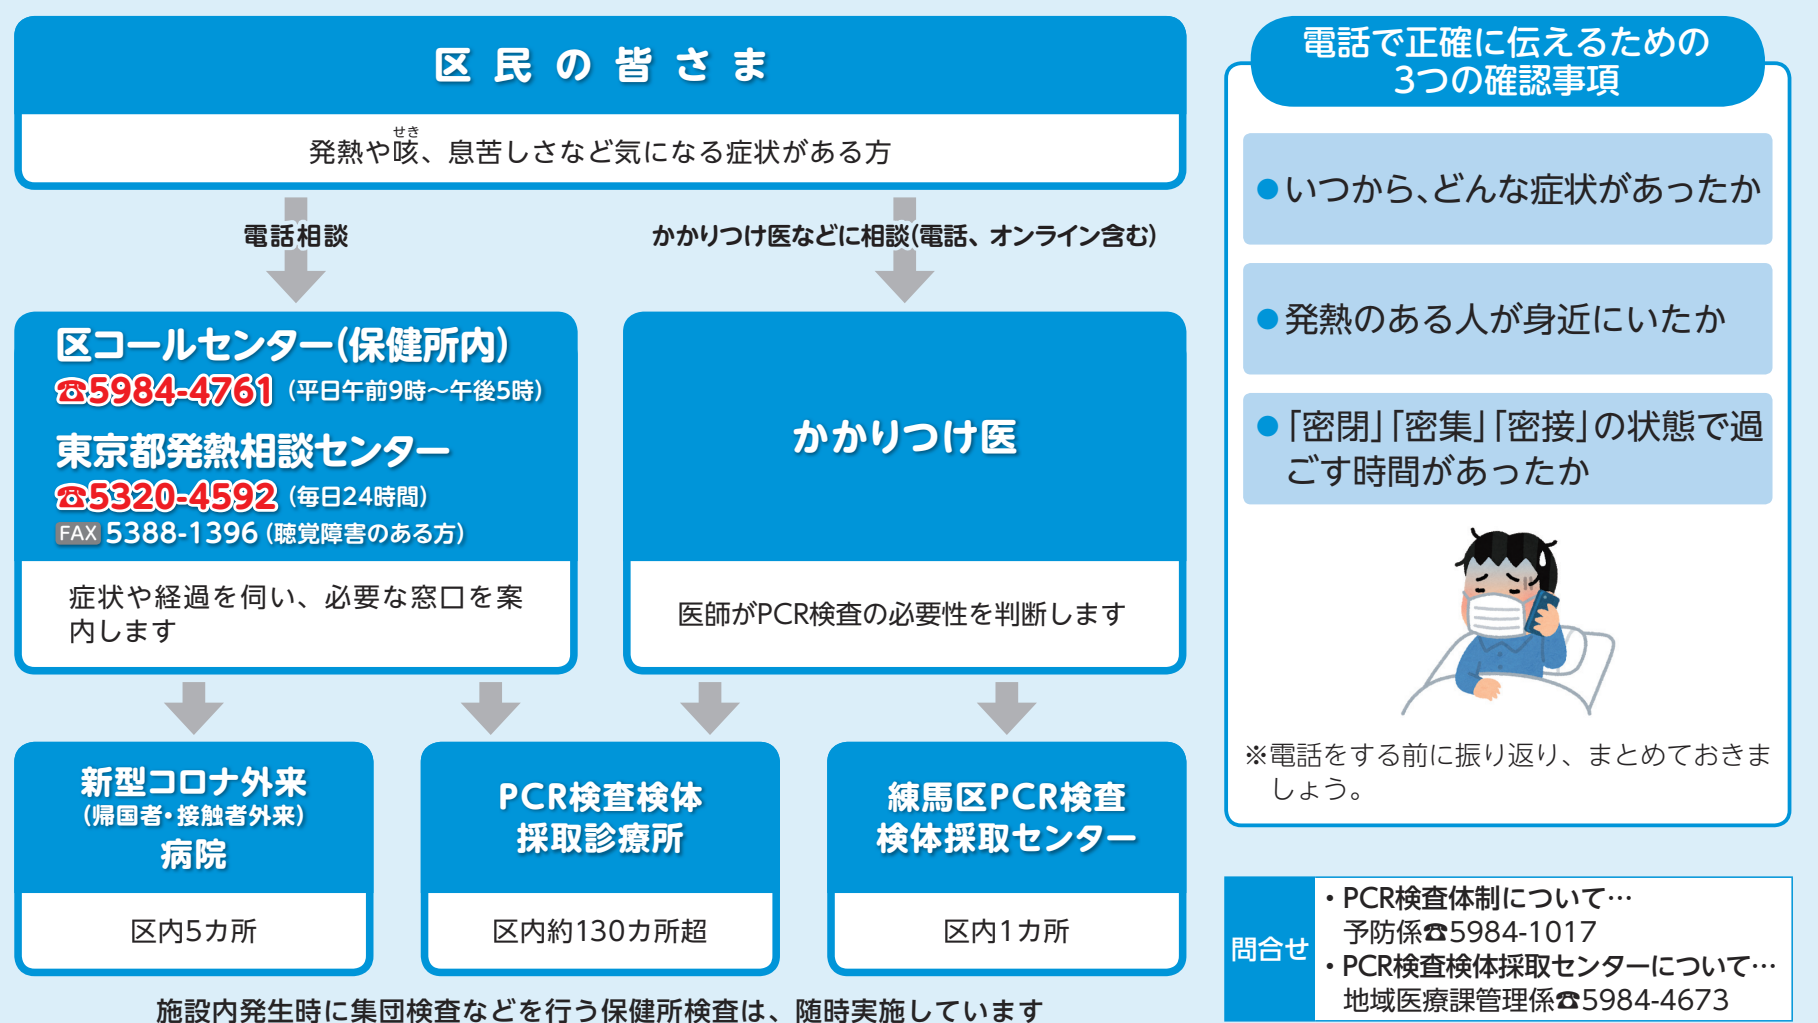 区民の皆さま
せき
発熱や咳、息苦しさなど気になる症状がある方
電話相談
かかりつけ医などに相談(電話、オンライン含む)
区コールセンター(保健所内)
☎5984-4761(平日午前9時～午後5時)
東京都発熱相談センター
☎5320-4592(毎日24時間)
FAX 5388-1396(聴覚障害のある方)
症状や経過を伺い、必要な窓口を案
内します
かかりつけ医
医師がPCR検査の必要性を判断します
新型コロナ外来
(帰国者・接触者外来)
病院
区内5カ所
PCR検査検体
採取診療所
区内約130カ所超
練馬区PCR検査
検体採取センター
区内1カ所
施設内発生時に集団検査などを行う保健所検査は、随時実施しています
電話で正確に伝えるための
3つの確認事項
●いつから、どんな症状があったか
●発熱のある人が身近にいたか
●「密閉」「密集」「密接」の状態で過
ごす時間があったか
※電話をする前に振り返り、まとめておきま
しょう。
問合せ
・PCR検査体制について…
予防係☎5984-1017
・PCR検査検体採取センターについて…
地域医療課管理係☎5984-4673